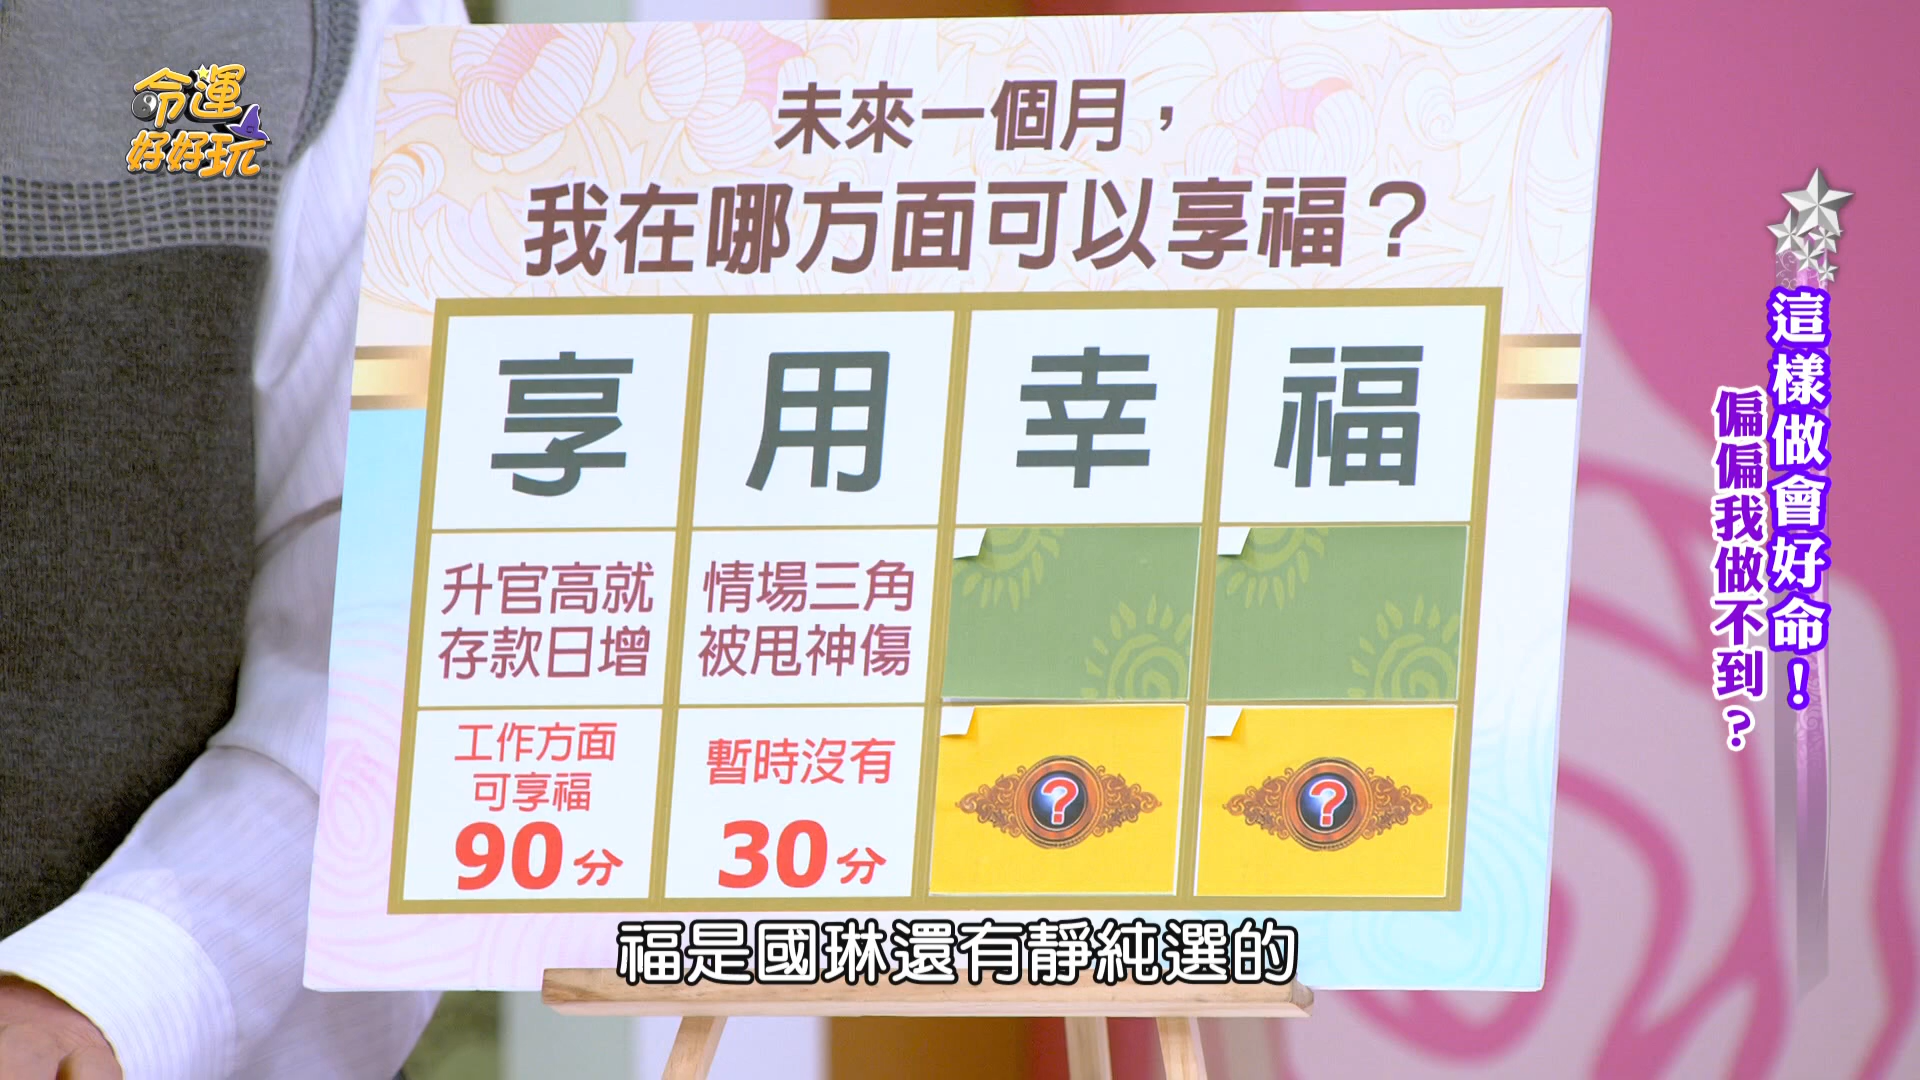 命運
好好玩
未來一個月，
我在哪方面可以享福？
享 用 幸 福
升官高就
存款日增
情場三角
被甩神傷
工作方面
可享福
90分
暫時沒有
30分
?
?
這樣做會好命！
偏偏我做不到？
福是國琳還有靜純選的